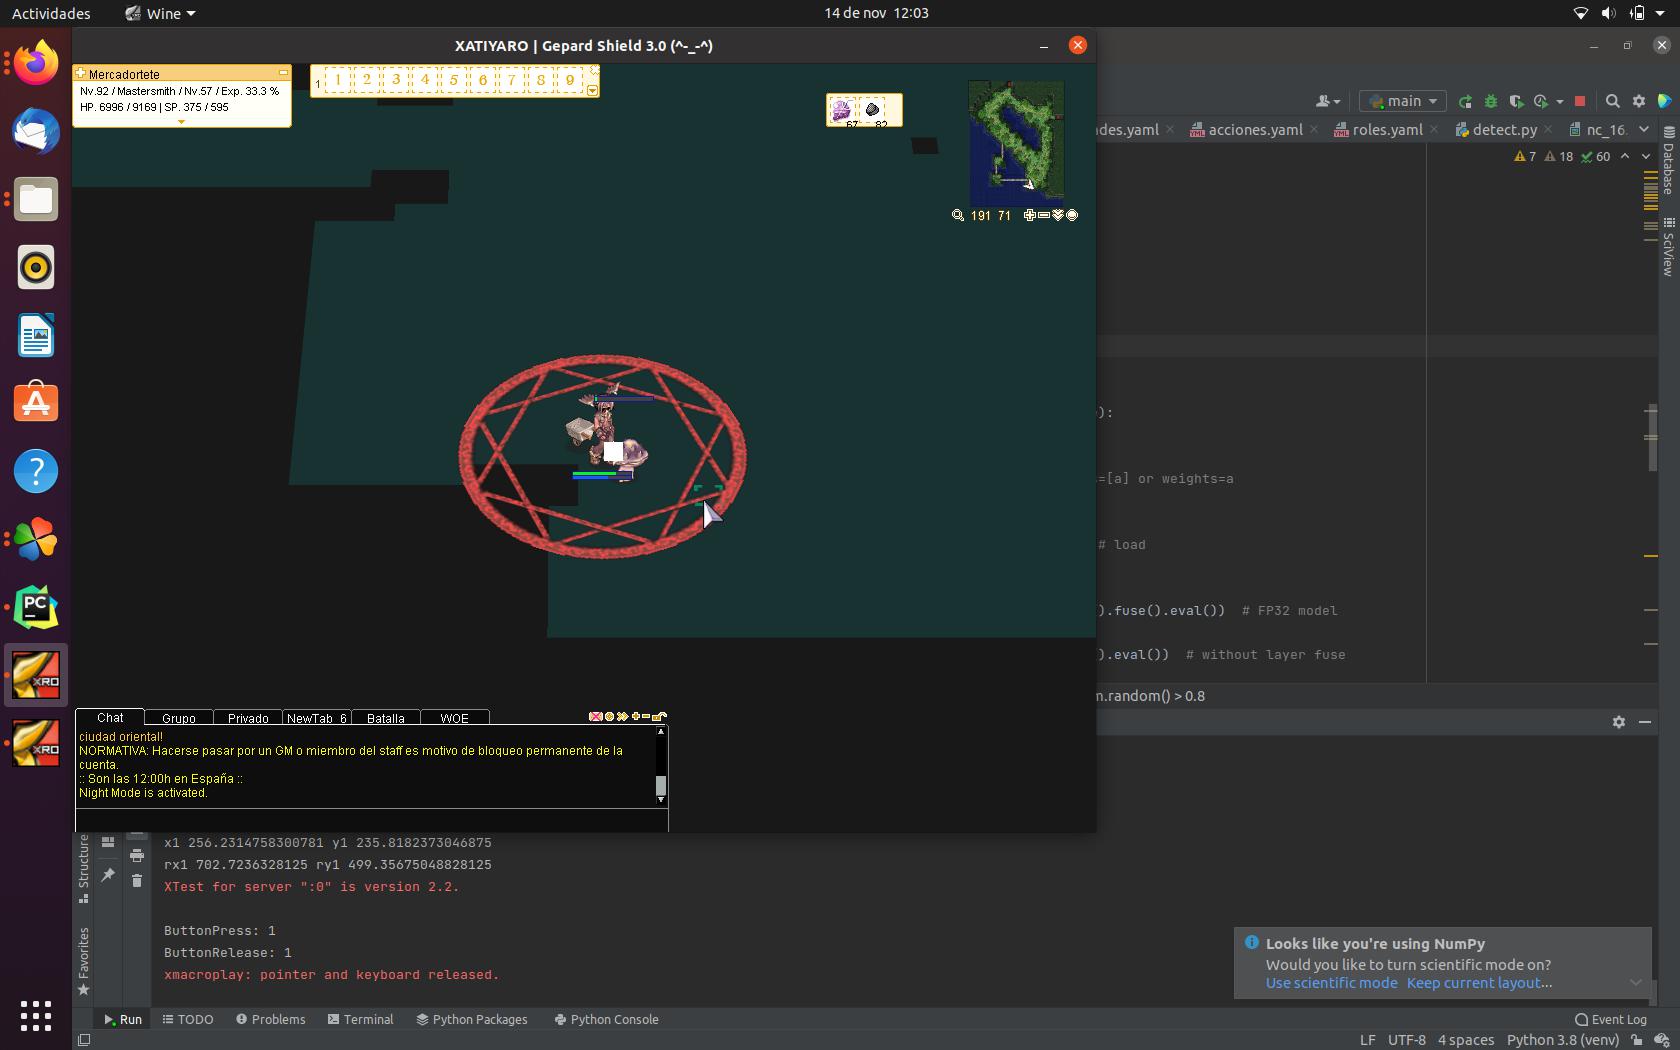 Actividades
Wine
14 de nov 12:03
XATIYARO | Gepard Shield 3.0 (^-_-^)
Mercadortete
Nv.92 / Mastersmith / Nv.57 / Exp. 33.3 %
HP. 6996 / 9169 | SP. 375 / 595
1 1 2 3 4 5 6 7 8 9
67 82
191 71
main
des.yaml
acciones.yaml
roles.yaml
detect.py
nc_16.
7 18 60
Database
SciView
):
=[a] or weights=a
# load
).fuse().eval()) # FP32 model
).eval()) # without layer fuse
m.random() > 0.8
Chat
Grupo
Privado
NewTab_6
Batalla
WOE
ciudad oriental!
NORMATIVA: Hacerse pasar por un GM o miembro del staff es motivo de bloqueo permanente de la
cuenta.
:: Son las 12:00h en España ::
Night Mode is activated.
XRO
XRO
PC
x1 256.2314758300781 y1 235.8182373046875
rx1 702.7236328125 ry1 499.35675048828125
XTest for server ":0" is version 2.2.
ButtonPress: 1
ButtonRelease: 1
xmacroplay: pointer and keyboard released.
Structure
Favorites
Looks like you're using NumPy
Would you like to turn scientific mode on?
Use scientific mode Keep current layout...
Run
TODO
Problems
Terminal
Python Packages
Python Console
Event Log
LF UTF-8 4 spaces Python 3.8 (venv)